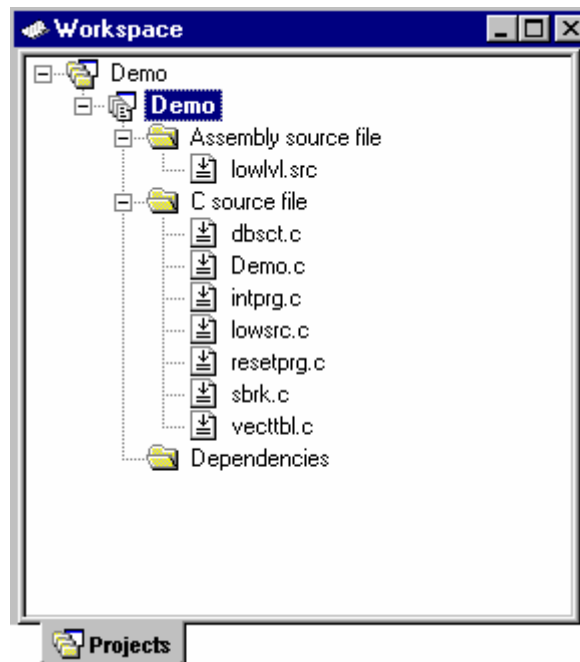 Workspace
Demo
Demo
Assembly source file
lowlvl.src
C source file
dbsct.c
Demo.c
intprg.c
lowsrc.c
resetprg.c
sbrk.c
vecttbl.c
Dependencies
Projects